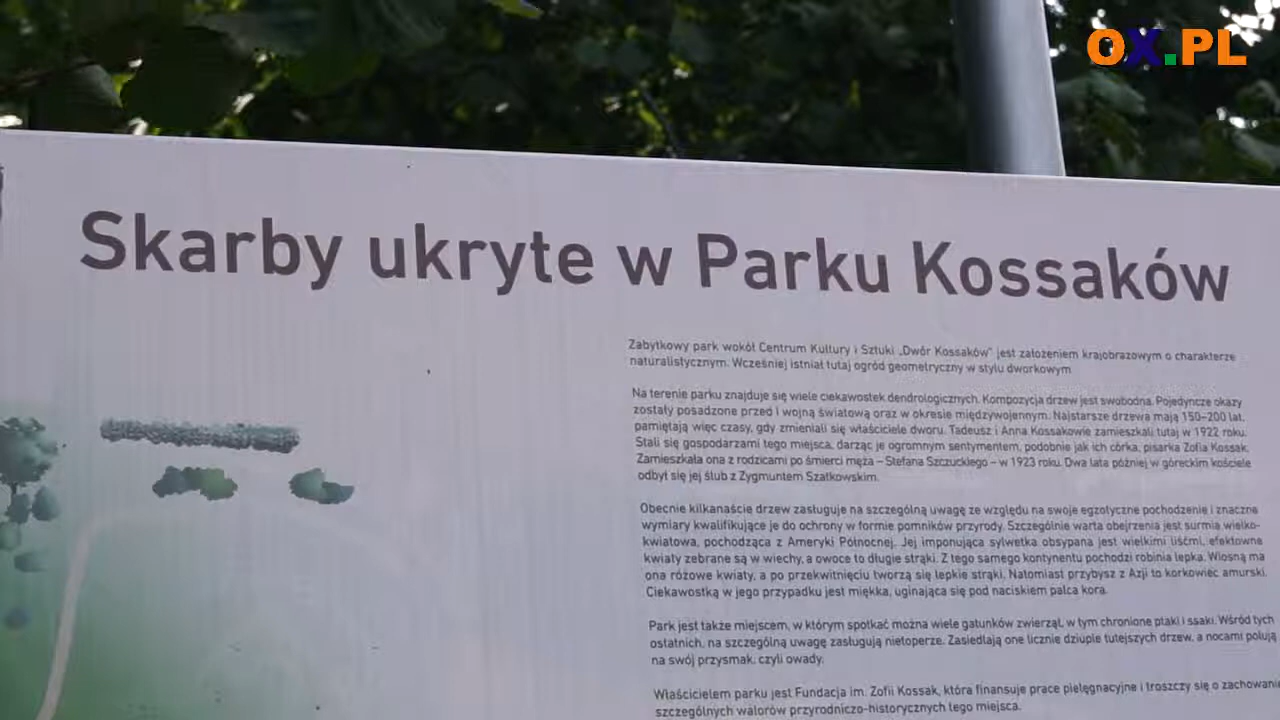 OX.PL
Skarby ukryte w Parku Kossaków
Zabytkowy park wokół Centrum Kultury i Sztuki „Dwór Kossaków” jest założeniem krajobrazowym o charakterze
naturalistycznym. Wcześniej istniał tutaj ogród geometryczny w stylu dworkowym
Na terenie parku znajduje się wiele ciekawostek dendrologicznych. Kompozycja drzew jest swobodna. Pojedyncze okazy
zostały posadzone przed I wojną światową oraz w okresie międzywojennym. Najstarsze drzewa mają 150–200 lat,
pamiętają więc czasy, gdy zmieniali się właściciele dworu. Tadeusz i Anna Kossakowie zamieszkali tutaj w 1922 roku.
Stali się gospodarzami tego miejsca, darząc je ogromnym sentymentem, podobnie jak ich córka, pisarka Zofia Kossak.
Zamieszkała ona z rodzicami po śmierci męża – Stefana Szczuckiego – w 1923 roku. Dwa lata później w góreckim kościele
odbył się jej ślub z Zygmuntem Szatkowskim.
Obecnie kilkanaście drzew zasługuje na szczególną uwagę ze względu na swoje egzotyczne pochodzenie i znaczne
wymiary kwalifikujące je do ochrony w formie pomników przyrody. Szczególnie warta obejrzenia jest surmia wielko-
kwiatowa, pochodząca z Ameryki Północnej. Jej imponująca sylwetka obsypana jest wielkimi liśćmi, efektowne
kwiaty zebrane są w wiechy, a owoce to długie strąki. Z tego samego kontynentu pochodzi robinia lepka. Wiosną ma
ona różowe kwiaty, a po przekwitnięciu tworzą się lepkie strąki. Natomiast przybysz z Azji to korkowiec amurski.
Ciekawostką w jego przypadku jest miękka, uginająca się pod naciskiem palca kora.
Park jest także miejscem, w którym spotkać można wiele gatunków zwierząt, w tym chronione ptaki i ssaki. Wśród tych
ostatnich, na szczególną uwagę zasługują nietoperze. Zasiedlają one licznie dziuple tutejszych drzew, a nocami polują
na swój przysmak, czyli owady.
Właścicielem parku jest Fundacja im. Zofii Kossak, która finansuje prace pielęgnacyjne i troszczy się o zachowanie
szczególnych walorów przyrodniczo-historycznych tego miejsca.